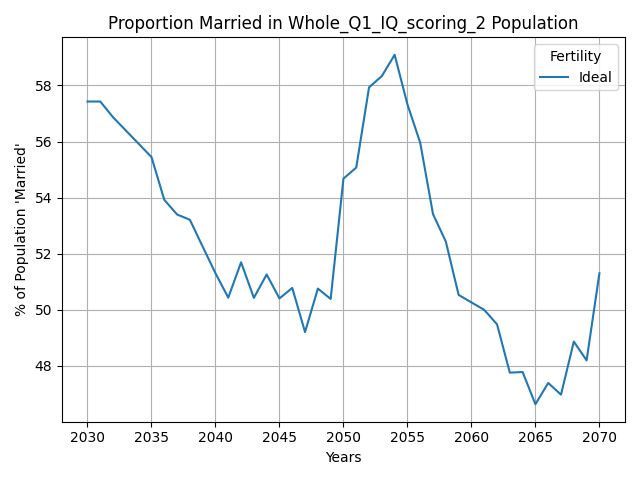 Proportion Married in Whole_Q1_IQ_scoring_2 Population
Fertility
Ideal
% of Population 'Married'
58
56
54
52
50
48
2030 2035 2040 2045 2050 2055 2060 2065 2070
Years